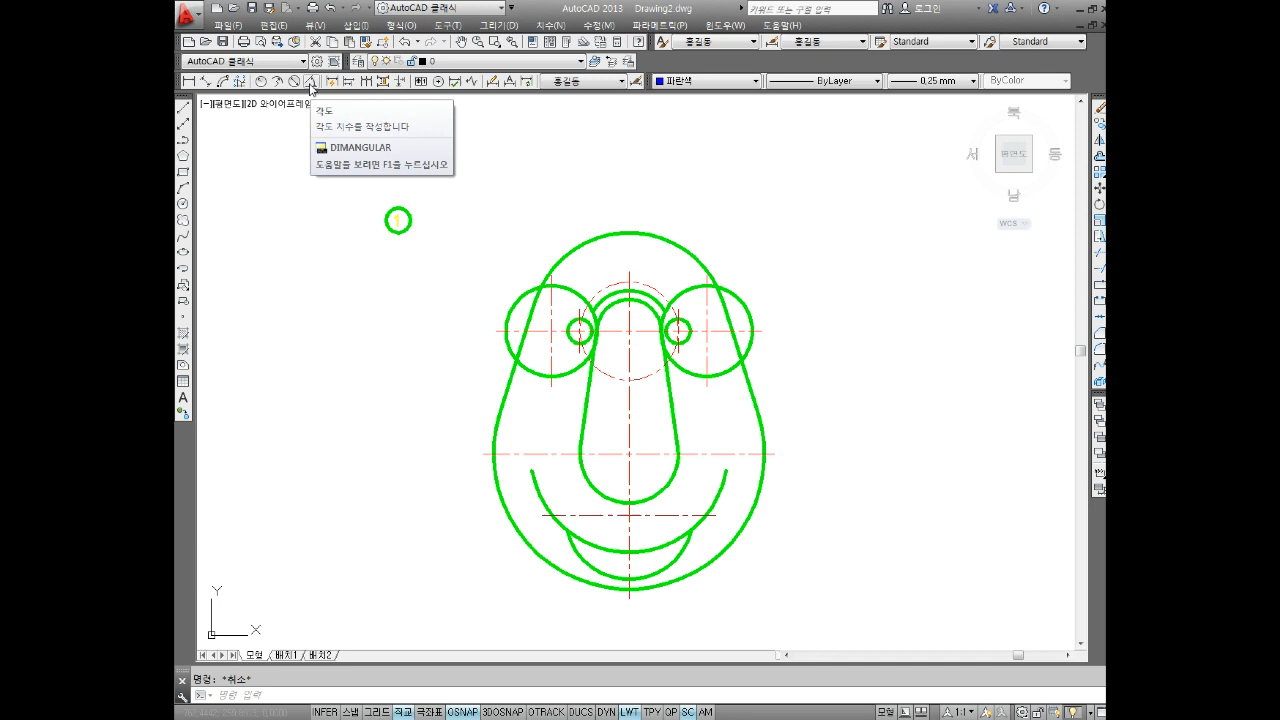 AutoCAD 클래식
AutoCAD 2013 Drawing2.dwg
키워드 또는 구절 입력
로그인
파일(F) 편집(E) 뷰(V) 삽입(I) 형식(O) 도구(T) 그리기(D) 치수(N) 수정(M) 파라메트릭(P) 윈도우(W) 도움말(H)
홍길동 홍길동 Standard Standard
AutoCAD 클래식 0
홍길동 파란색 ByLayer 0.25 mm ByColor
[-][평면도][2D 와이어프레임
각도
각도 치수를 작성합니다
DIMANGULAR
도움말을 보려면 F1을 누르십시오
북
서 평면도 동
남
WCS
1
Y
X
모형 배치1 배치2
명령: *취소*
명령 입력
INFER 스냅 그리드 직교 극좌표 OSNAP 3DOSNAP OTRACK DUCS DYN LWT TPY QP SC AM 모형 1:1